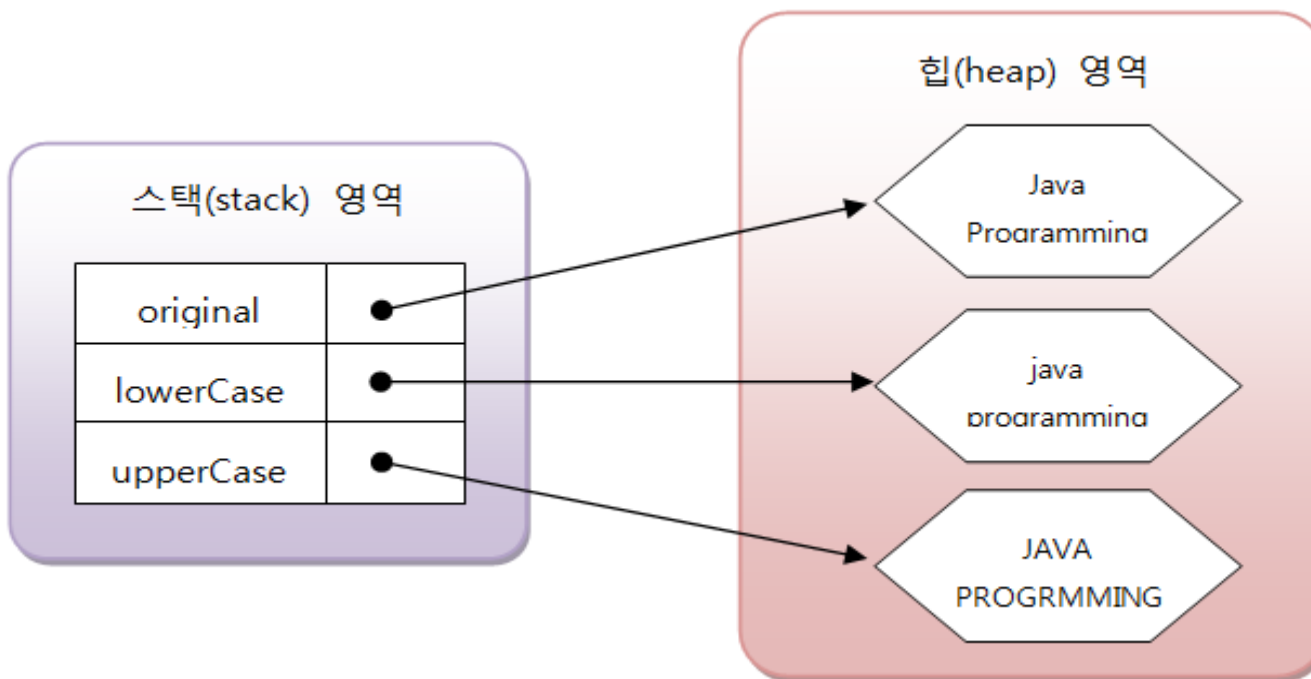 힙(heap) 영역
Java
Programming
스택(stack) 영역
original
java
lowerCase
programming
upperCase
JAVA
PROGRMMING